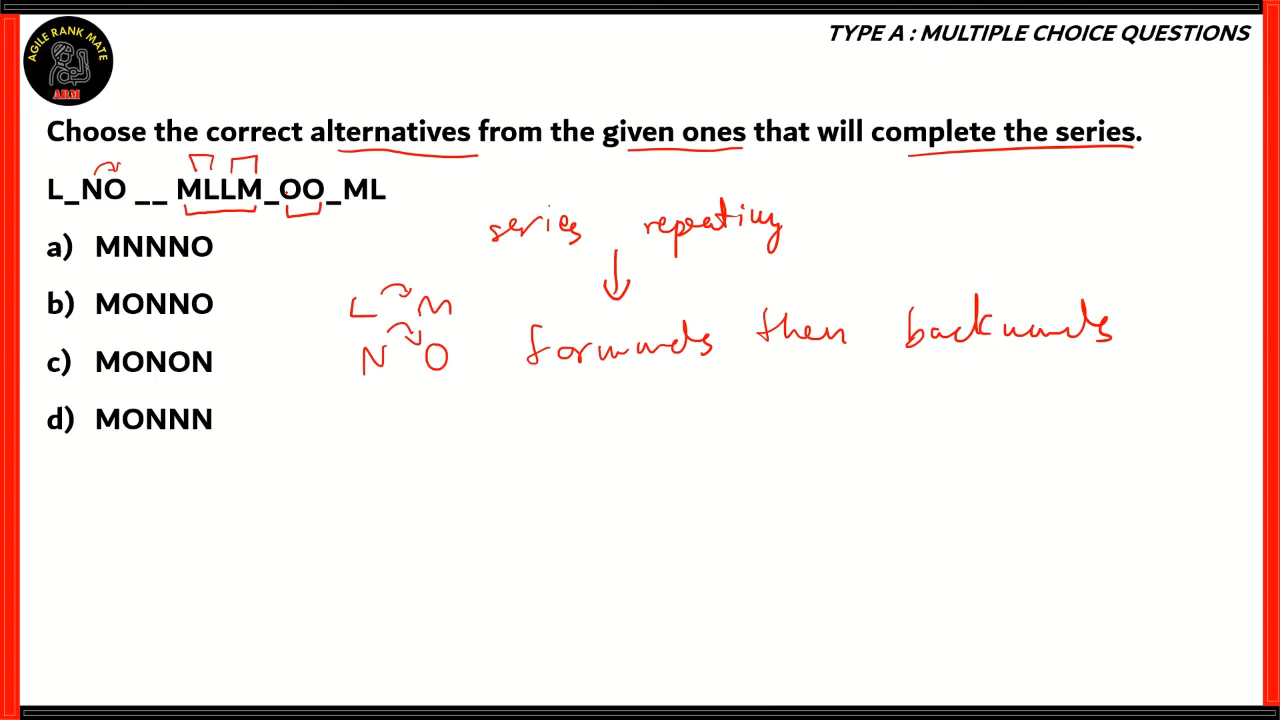 TYPE A : MULTIPLE CHOICE QUESTIONS
AGILE RANK MATE
ARM
Choose the correct alternatives from the given ones that will complete the series.
L_NO __ MLLM_OO_ML
series repeating
a) MNNNO
L M
b) MONNO
forwards then backwards
N O
c) MONON
d) MONNN